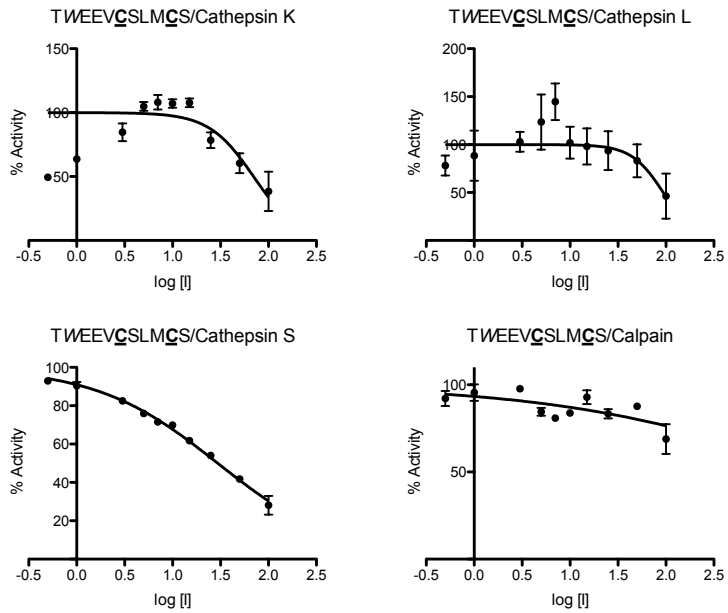 TWEEVCSLMCS/Cathepsin K
150
100
50
% Activity
-0.5 0.0 0.5 1.0 1.5 2.0 2.5
log [I]
TWEEVCSLMCS/Cathepsin L
200
150
100
50
% Activity
-0.5 0.0 0.5 1.0 1.5 2.0 2.5
log [I]
TWEEVCSLMCS/Cathepsin S
100
80
60
40
20
% Activity
-0.5 0.0 0.5 1.0 1.5 2.0 2.5
log [I]
TWEEVCSLMCS/Calpain
100
50
% Activity
-0.5 0.0 0.5 1.0 1.5 2.0 2.5
log [I]